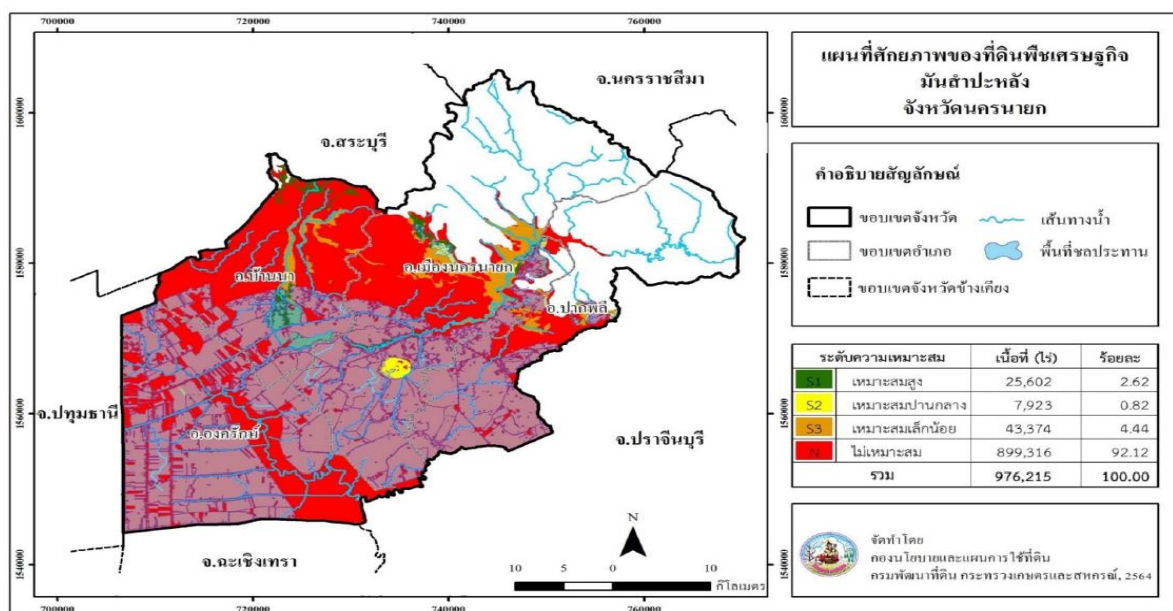 700000 720000 740000 760000
แผนที่ศักยภาพของที่ดินพืชเศรษฐกิจ
มันสำปะหลัง
จังหวัดนครนายก
จ.นครราชสีมา
จ.สระบุรี
1600000 1600000
คำอธิบายสัญลักษณ์
ขอบเขตจังหวัด เส้นทางน้ำ
ขอบเขตอำเภอ พื้นที่ชลประทาน
ขอบเขตจังหวัดข้างเคียง
1580000 1580000
อ.บ้านนา
อ.เมืองนครนายก
อ.ปากพลี
ระดับความเหมาะสม เนื้อที่ (ไร่) ร้อยละ
S1 เหมาะสมสูง 25,602 2.62
S2 เหมาะสมปานกลาง 7,923 0.82
S3 เหมาะสมเล็กน้อย 43,374 4.44
N ไม่เหมาะสม 899,316 92.12
รวม 976,215 100.00
จ.ปทุมธานี
1560000 1560000
อ.องครักษ์
จ.ปราจีนบุรี
จ.ฉะเชิงเทรา
N
10 5 0 10
กิโลเมตร
1540000 1540000
700000 720000 740000 760000
จัดทำโดย
กองนโยบายและแผนการใช้ที่ดิน
กรมพัฒนาที่ดิน กระทรวงเกษตรและสหกรณ์, 2564